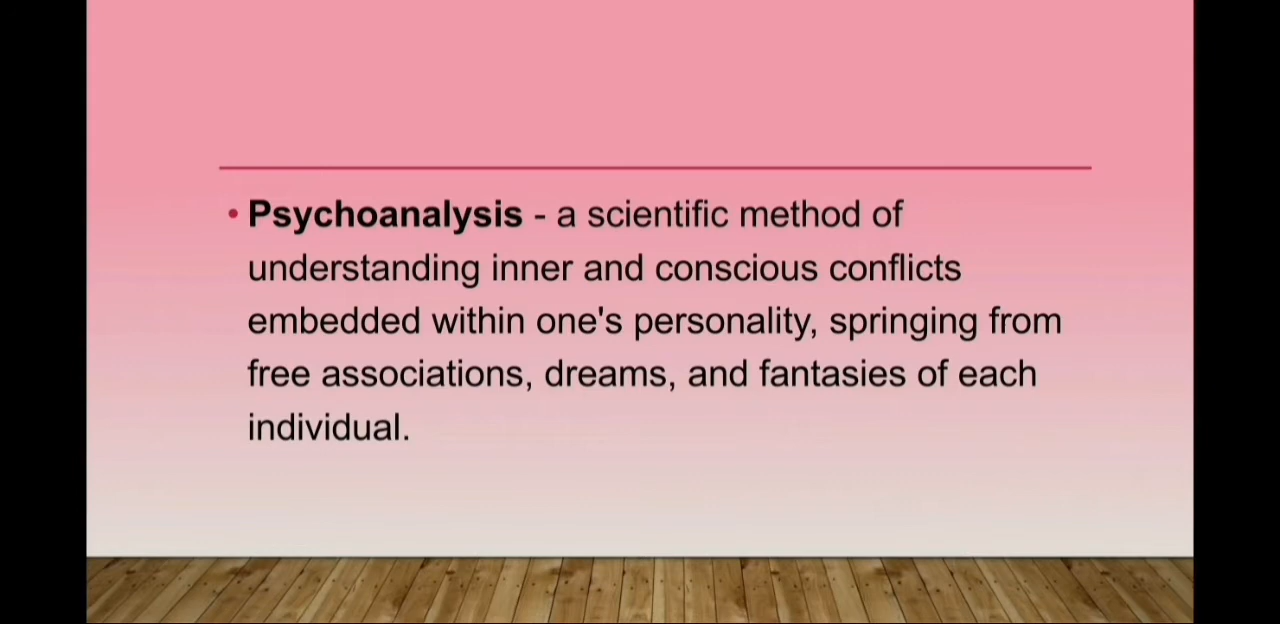 • Psychoanalysis - a scientific method of
understanding inner and conscious conflicts
embedded within one's personality, springing from
free associations, dreams, and fantasies of each
individual.